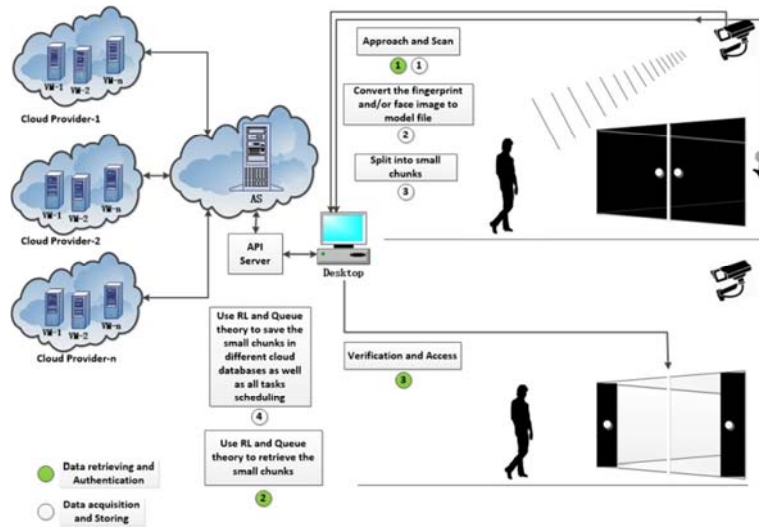 VM-1
VM-2
VM-n
Cloud Provider-1
VM-1
VM-2
VM-n
Cloud Provider-2
VM-1
VM-2
VM-n
Cloud Provider-n
AS
API
Server
Desktop
Approach and Scan
1
1
Convert the fingerprint
and/or face image to
model file
2
Split into small
chunks
3
Use RL and Queue
theory to save the
small chunks in
different cloud
databases as well
as all tasks
scheduling
4
Use RL and Queue
theory to retrieve the
small chunks
2
Verification and Access
3
Data retrieving and
Authentication
Data acquisition
and Storing